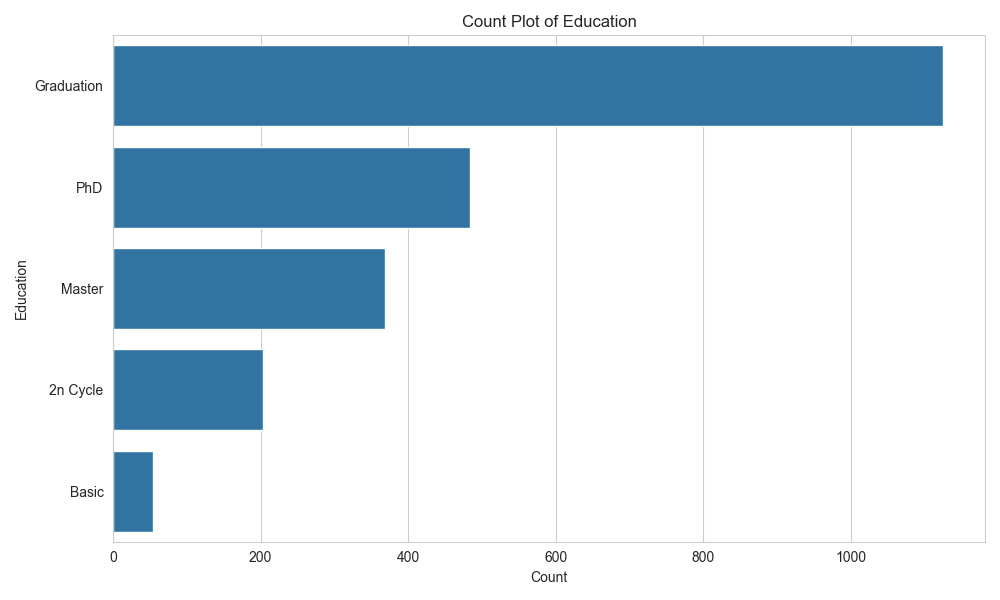 Count Plot of Education
Education
Graduation
PhD
Master
2n Cycle
Basic
0 200 400 600 800 1000
Count